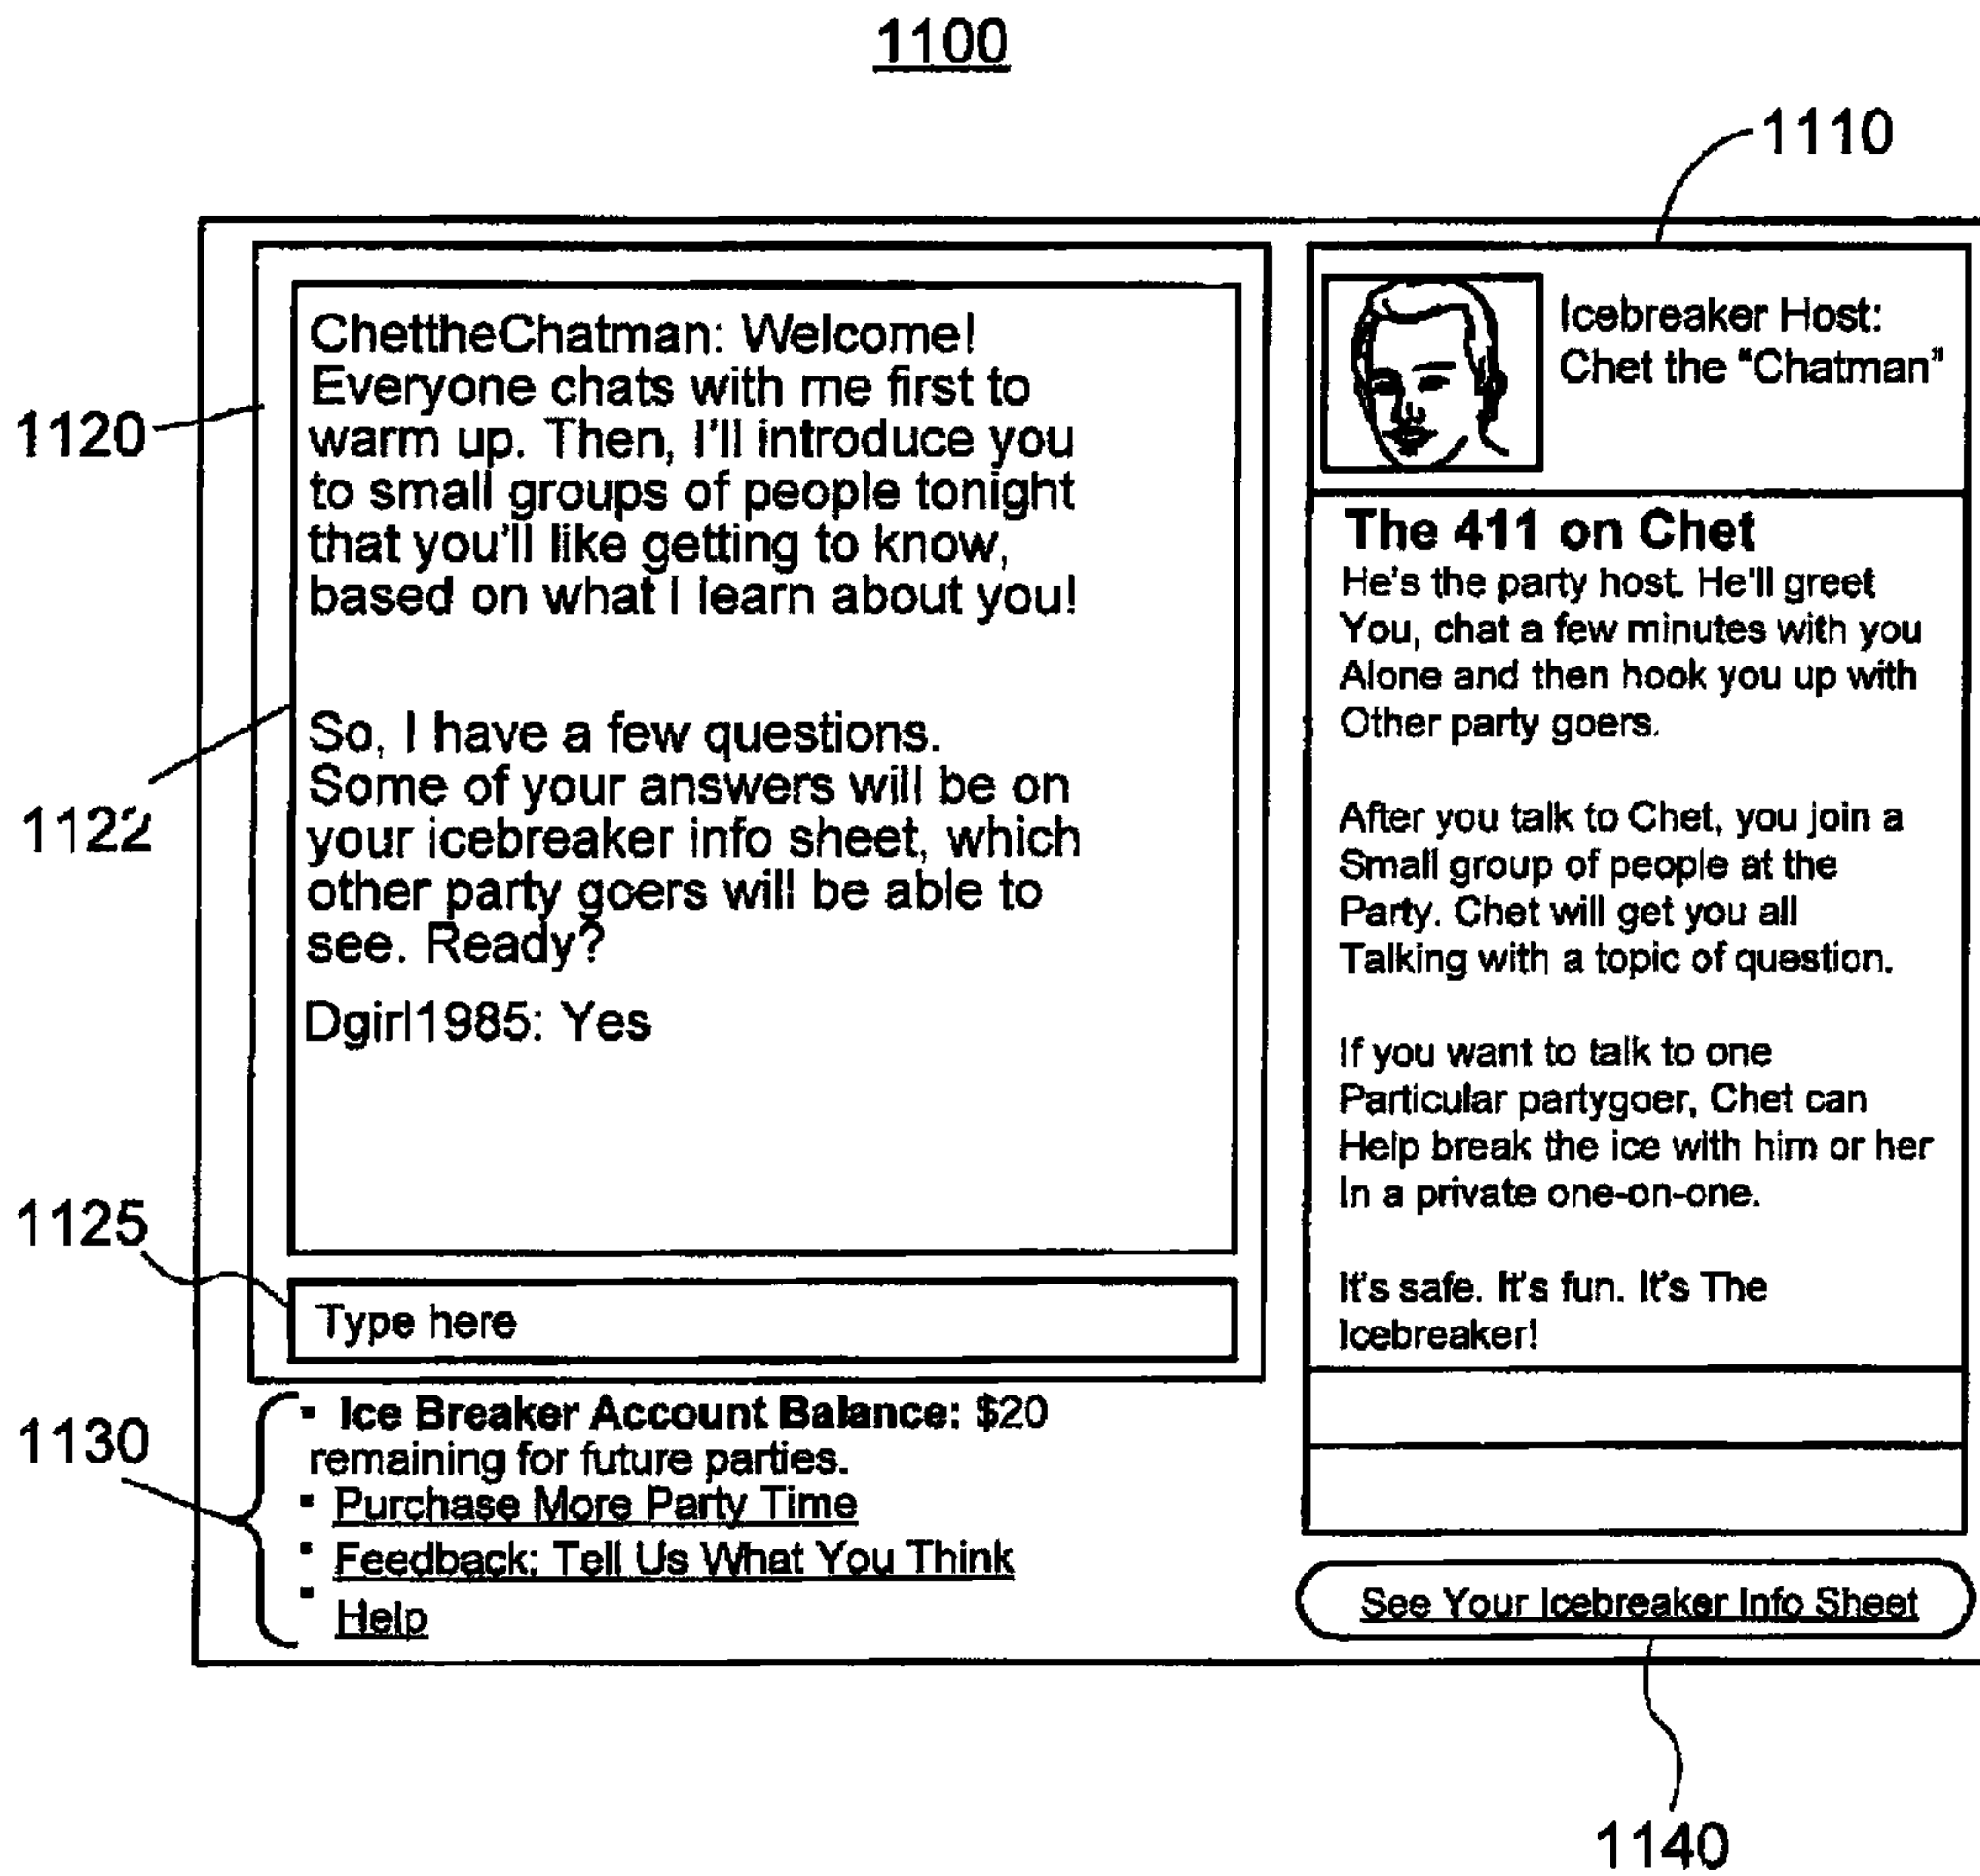 1100
1110
1120
1122
1125
1130
1140
ChettheChatman: Welcome!
Everyone chats with me first to
warm up. Then, I'll introduce you
to small groups of people tonight
that you'll like getting to know,
based on what I learn about you!
So, I have a few questions.
Some of your answers will be on
your icebreaker info sheet, which
other party goers will be able to
see. Ready?
Dgirl1985: Yes
Type here
▪ Ice Breaker Account Balance: $20
remaining for future parties.
▪ Purchase More Party Time
▪ Feedback: Tell Us What You Think
▪ Help
Icebreaker Host:
Chet the "Chatman"
The 411 on Chet
He's the party host. He'll greet
You, chat a few minutes with you
Alone and then hook you up with
Other party goers.
After you talk to Chet, you join a
Small group of people at the
Party. Chet will get you all
Talking with a topic of question.
If you want to talk to one
Particular partygoer, Chet can
Help break the ice with him or her
In a private one-on-one.
It's safe. It's fun. It's The
Icebreaker!
See Your Icebreaker Info Sheet